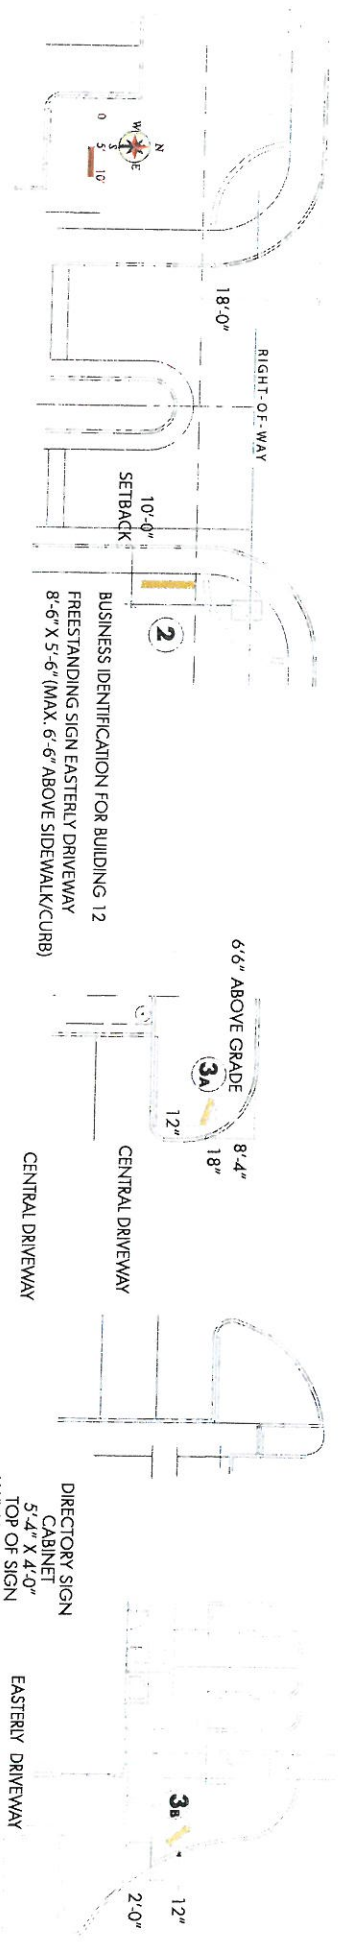 N
W
E
S
0 5' 10'
18'-0"
RIGHT-OF-WAY
10'-0"
SETBACK
2
BUSINESS IDENTIFICATION FOR BUILDING 12
FREESTANDING SIGN EASTERLY DRIVEWAY
8'-6" X 5'-6" (MAX. 6'-6" ABOVE SIDEWALK/CURB)
6'6" ABOVE GRADE
3A
8'-4"
18"
12"
CENTRAL DRIVEWAY
CENTRAL DRIVEWAY
DIRECTORY SIGN
CABINET
5'-4" X 4'-0"
TOP OF SIGN
3B
12"
2'-0"
EASTERLY DRIVEWAY